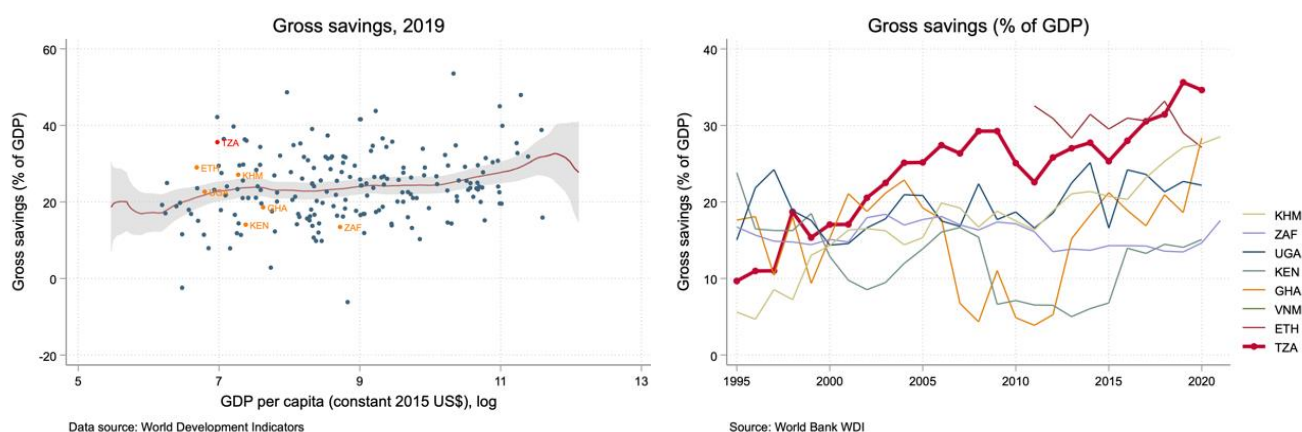 Gross savings, 2019
Gross savings (% of GDP)
60
40
20
0
-20
TZA
ETH
KHM
GHA
KEN
ZAF
5
7
9
11
13
GDP per capita (constant 2015 US$), log
Data source: World Development Indicators
Gross savings (% of GDP)
Gross savings (% of GDP)
40
30
20
10
0
1995
2000
2005
2010
2015
2020
KHM
ZAF
UGA
KEN
GHA
VNM
ETH
TZA
Source: World Bank WDI